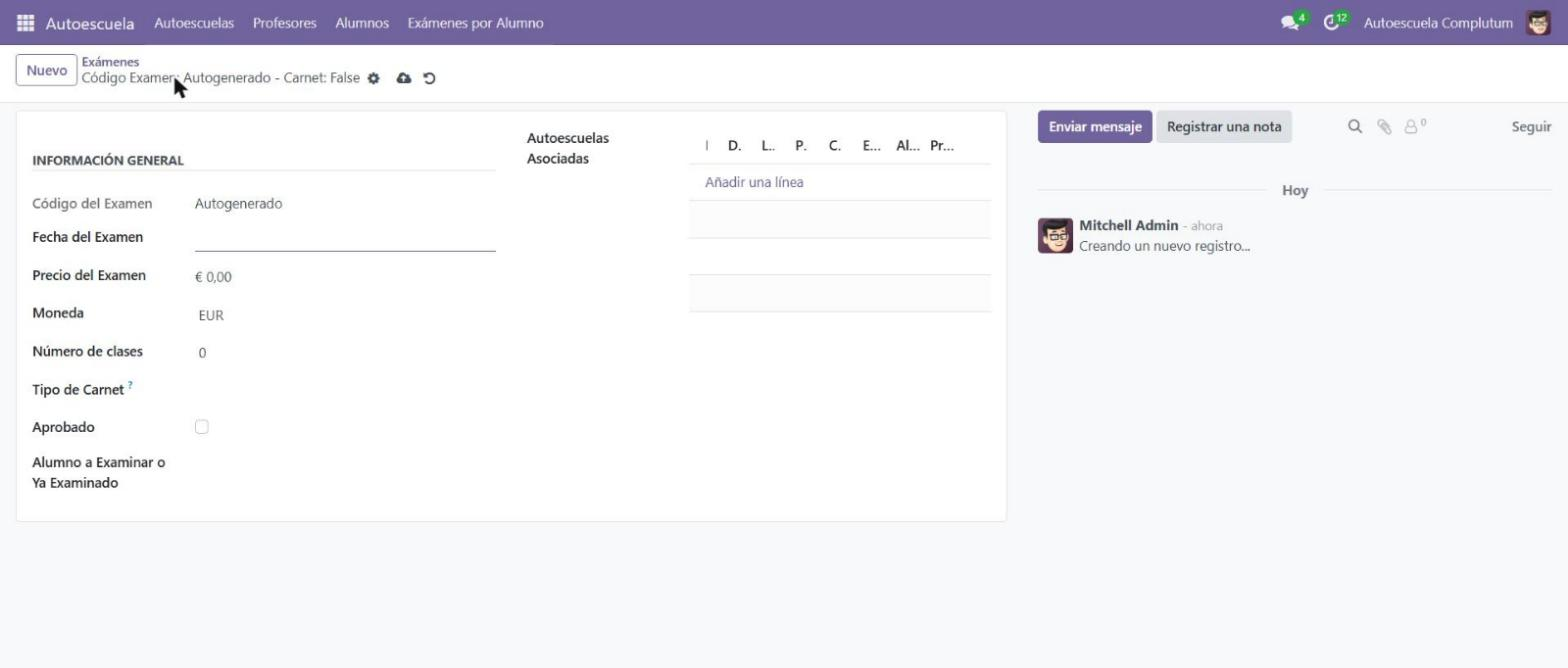 Autoescuela Autoescuelas Profesores Alumnos Exámenes por Alumno 4 12 Autoescuela Complutum
Nuevo
Exámenes
Código Examen: Autogenerado - Carnet: False
INFORMACIÓN GENERAL
Código del Examen Autogenerado
Fecha del Examen
Precio del Examen € 0,00
Moneda EUR
Número de clases 0
Tipo de Carnet ?
Aprobado
Alumno a Examinar o
Ya Examinado
Autoescuelas
Asociadas
D. L.. P. C. E... Al... Pr...
Añadir una línea
Enviar mensaje Registrar una nota 0 Seguir
Hoy
Mitchell Admin - ahora
Creando un nuevo registro...